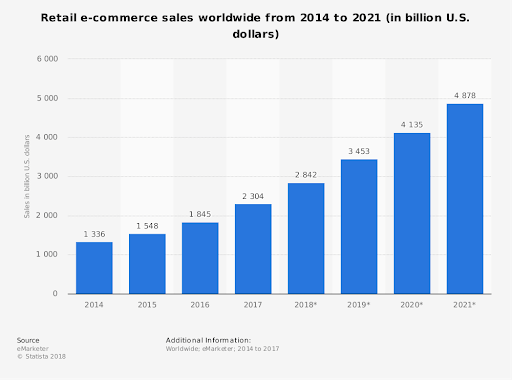 Retail e-commerce sales worldwide from 2014 to 2021 (in billion U.S.
dollars)
6 000
5 000
4 000
3 000
2 000
1 000
0
Sales in billion U.S. dollars
1 336
1 548
1 845
2 304
2 842
3 453
4 135
4 878
2014
2015
2016
2017
2018*
2019*
2020*
2021*
Source
eMarketer
© Statista 2018
Additional Information:
Worldwide; eMarketer; 2014 to 2017